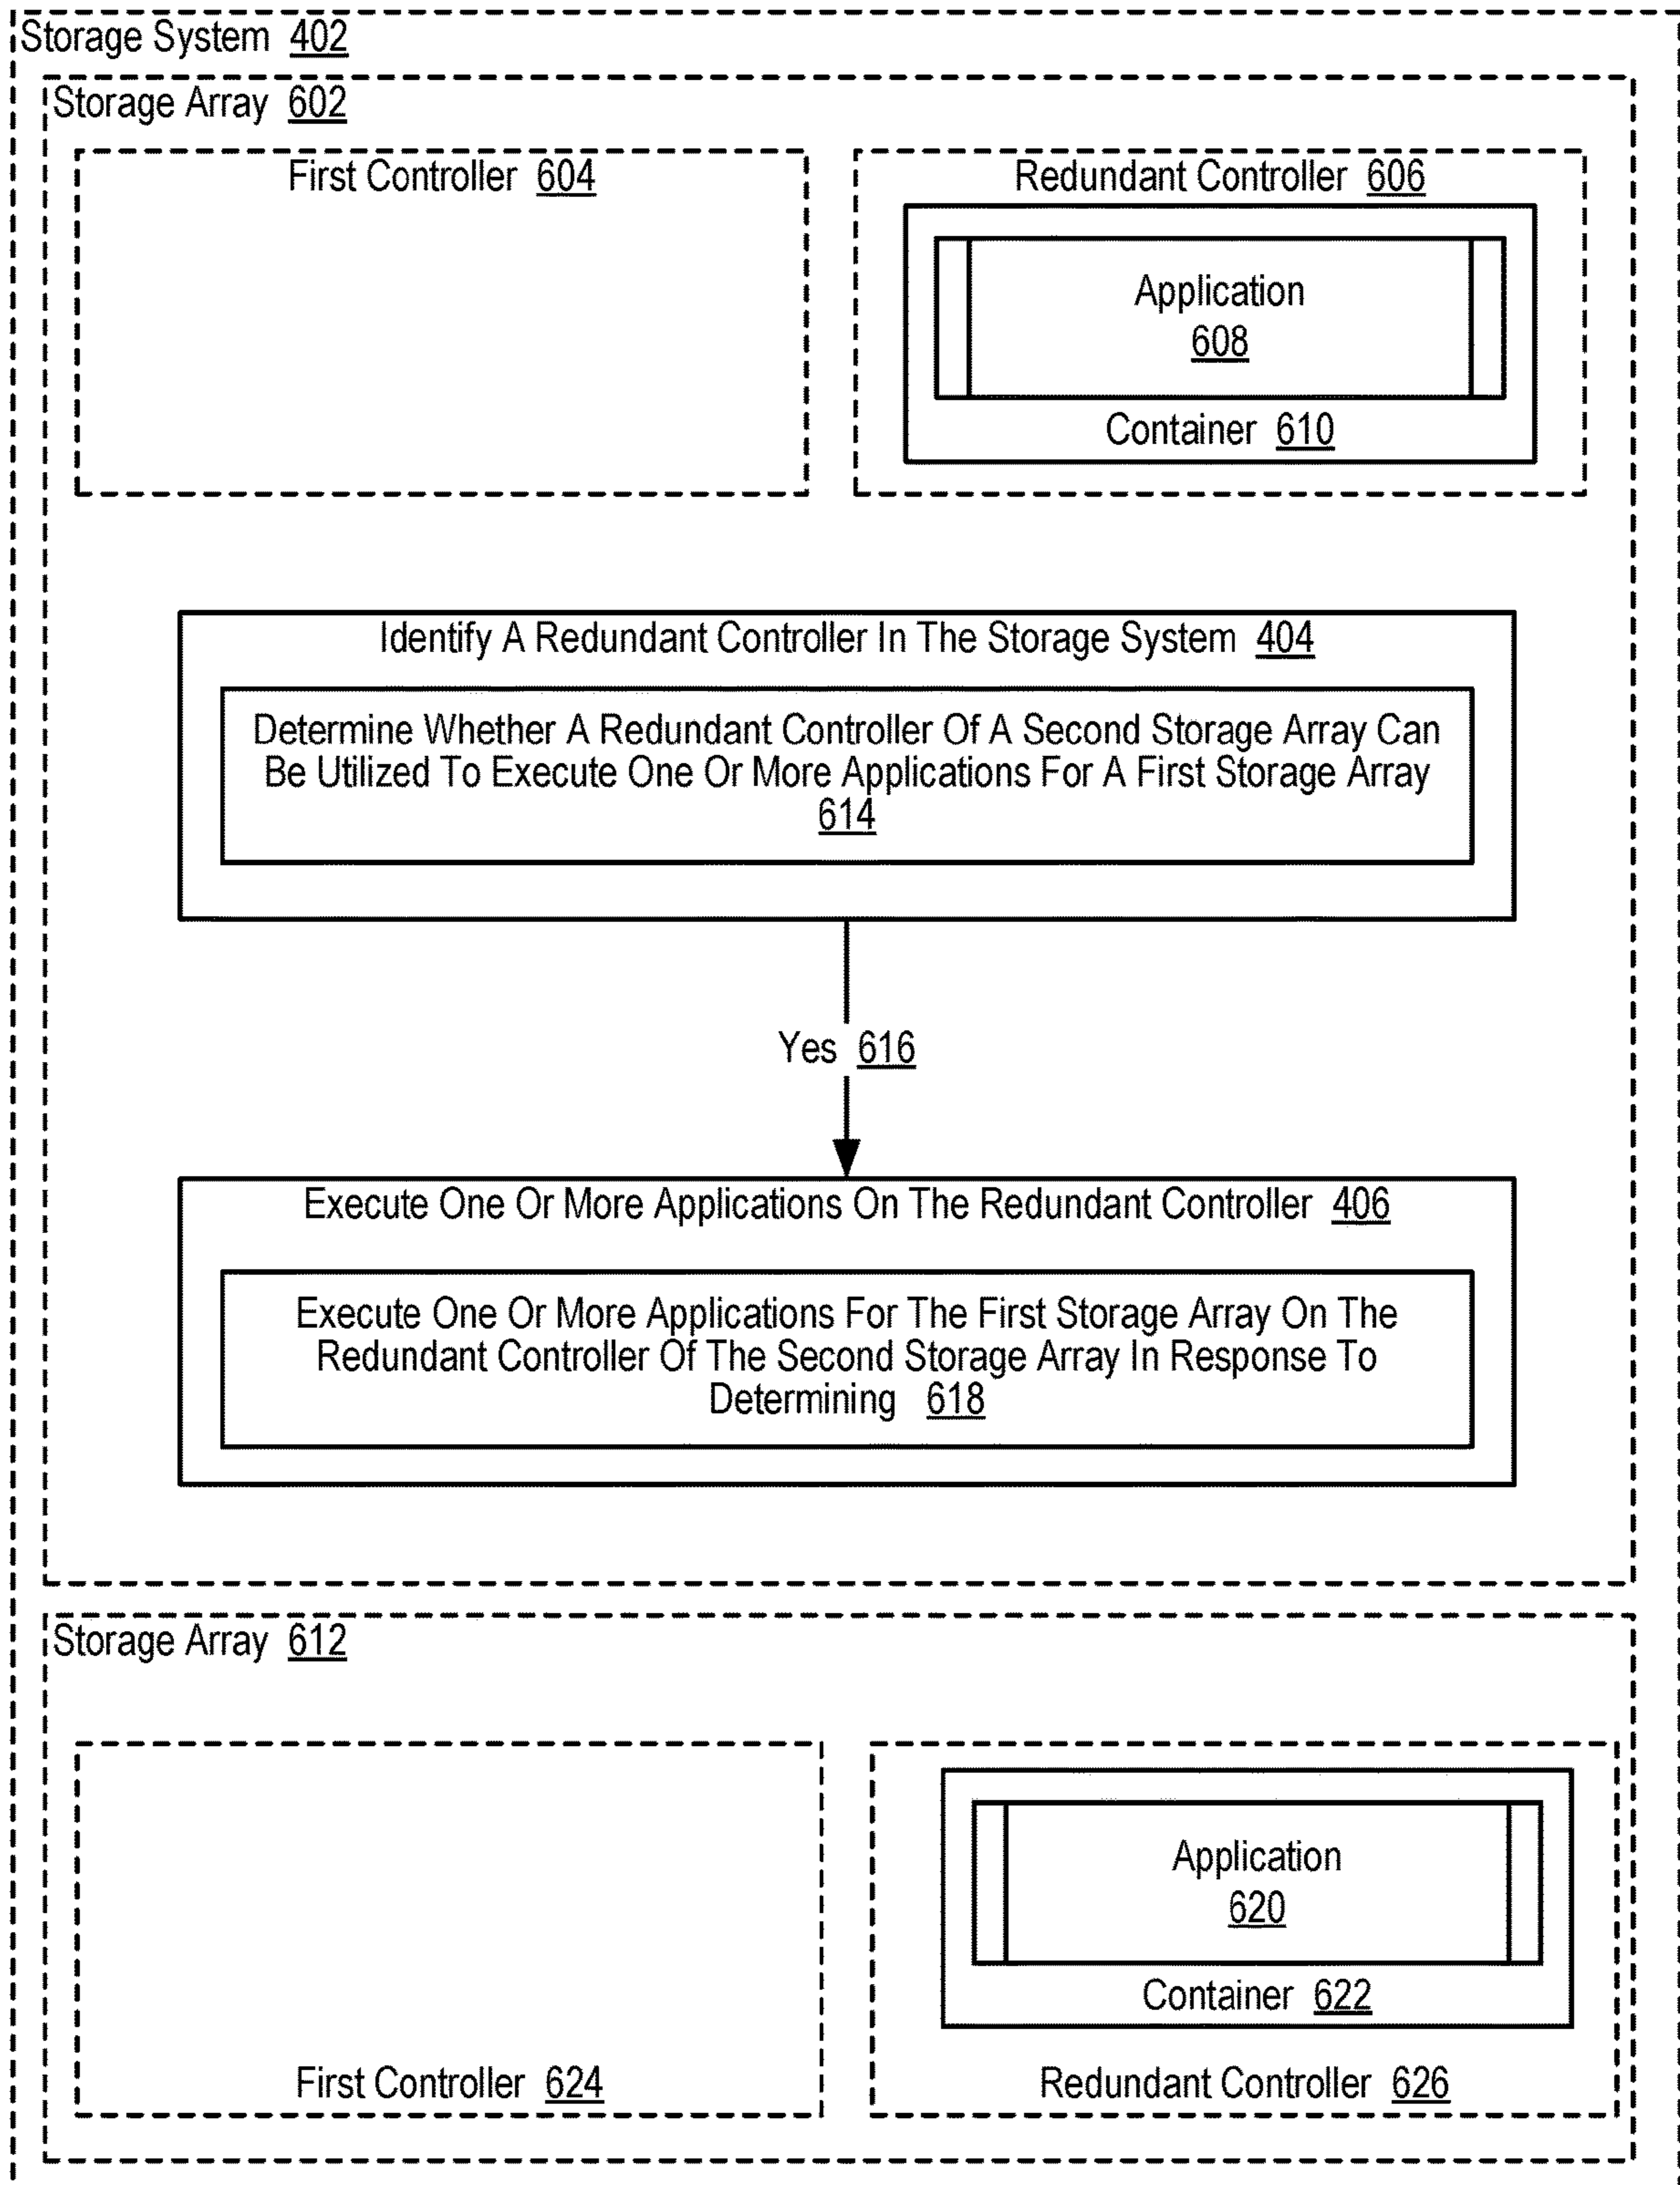 Storage System 402
Storage Array 602
First Controller 604
Redundant Controller 606
Application
608
Container 610
Identify A Redundant Controller In The Storage System 404
Determine Whether A Redundant Controller Of A Second Storage Array Can
Be Utilized To Execute One Or More Applications For A First Storage Array
614
Yes 616
Execute One Or More Applications On The Redundant Controller 406
Execute One Or More Applications For The First Storage Array On The
Redundant Controller Of The Second Storage Array In Response To
Determining 618
Storage Array 612
Application
620
Container 622
First Controller 624
Redundant Controller 626